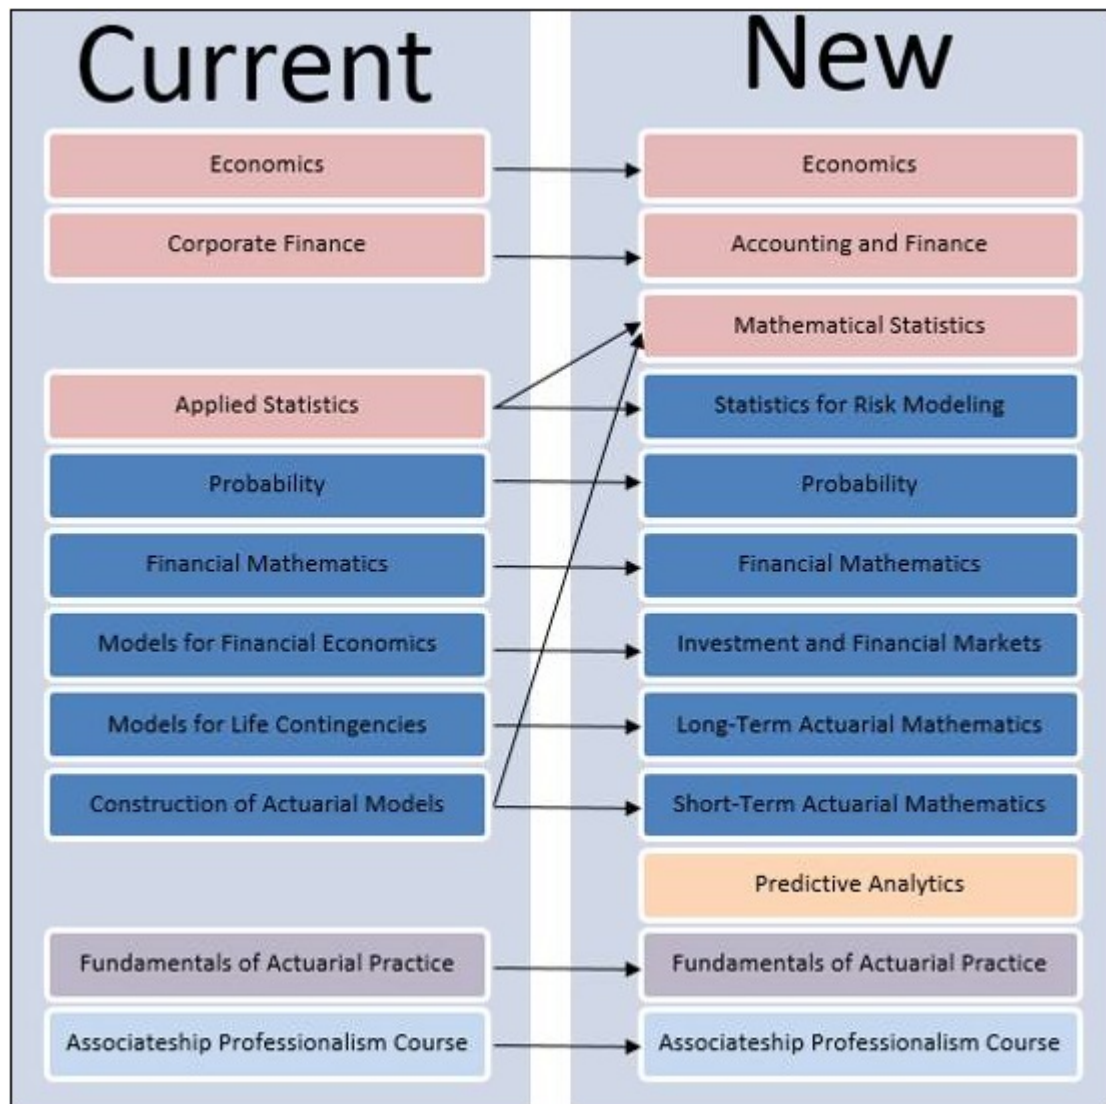 Current
Economics
Corporate Finance
Applied Statistics
Probability
Financial Mathematics
Models for Financial Economics
Models for Life Contingencies
Construction of Actuarial Models
Fundamentals of Actuarial Practice
Associateship Professionalism Course
New
Economics
Accounting and Finance
Mathematical Statistics
Statistics for Risk Modeling
Probability
Financial Mathematics
Investment and Financial Markets
Long-Term Actuarial Mathematics
Short-Term Actuarial Mathematics
Predictive Analytics
Fundamentals of Actuarial Practice
Associateship Professionalism Course